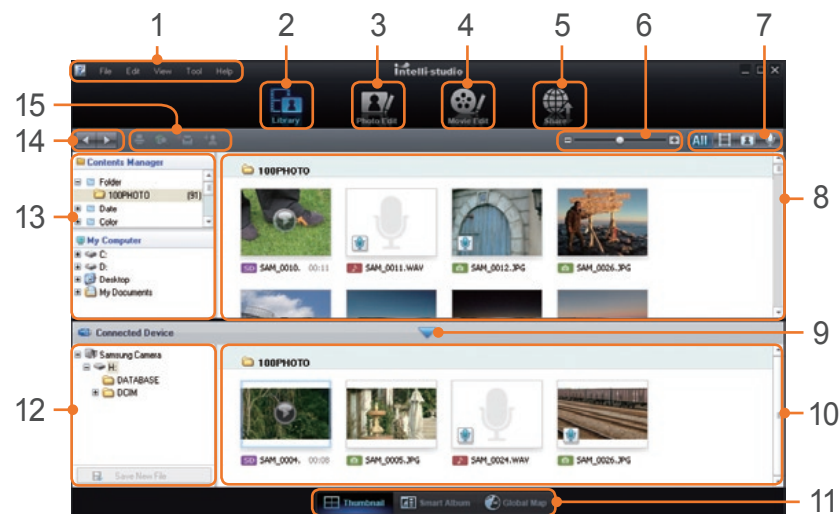 1 2 3 4 5 6 7
File Edit View Tool Help
intelli-studio
Library Photo Edit Movie Edit Share
15
14
All
Contents Manager
Folder
100PHOTO (91)
Date
Color
My Computer
C:
D:
Desktop
My Documents
13
100PHOTO
SAM_0010. 00:11
SAM_0011.WAV
SAM_0012.JPG
SAM_0026.JPG
8
Connected Device
9
Samsung Camera
H:
DATABASE
DCIM
Save New File
12
100PHOTO
SD SAM_0004. 00:08
SAM_0005.JPG
SAM_0024.WAV
SAM_0026.JPG
10
Thumbnail Smart Album Global Map
11